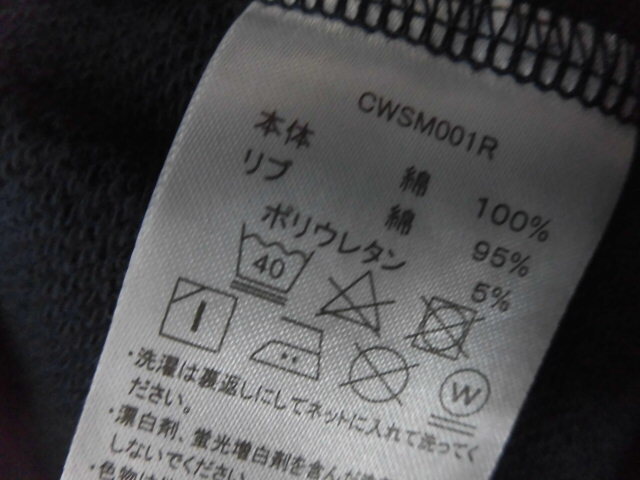 CWSM001R
本体 綿 100%
リブ 綿 95%
ポリウレタン 5%
40
W
・洗濯は裏返しにしてネットに入れて洗ってく
ださい。
・漂白剤、蛍光増白剤を含んだ
しないでください
・色物は